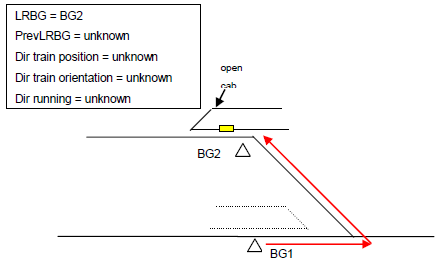 LRBG = BG2
PrevLRBG = unknown
Dir train position = unknown
Dir train orientation = unknown
Dir running = unknown
open
cab
BG2
BG1